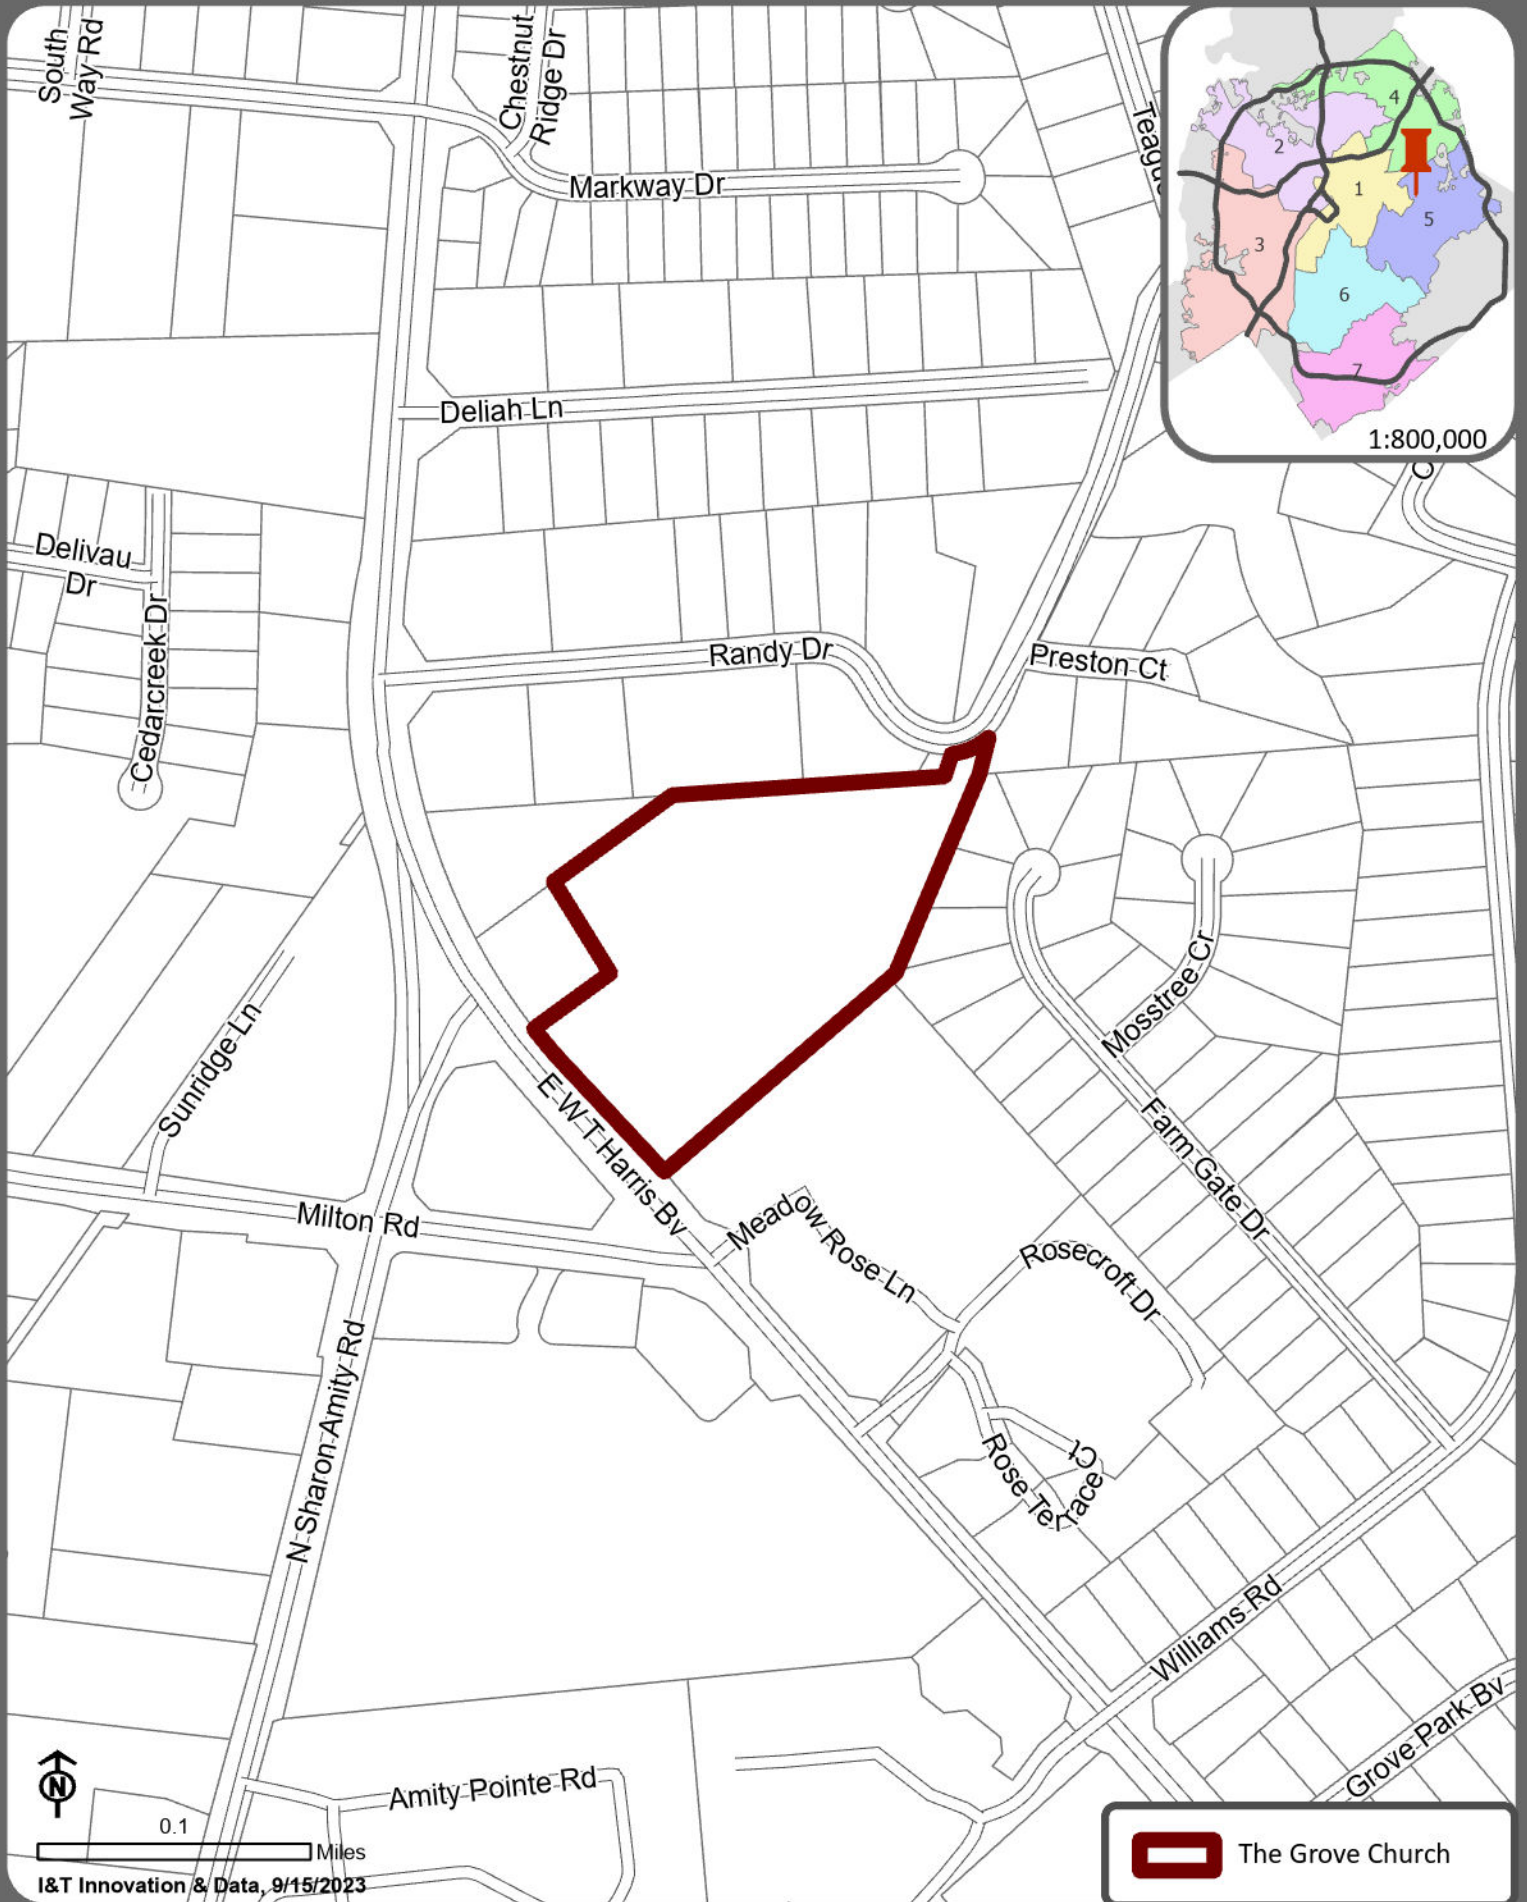 South
Way Rd
Chestnut
Ridge Dr
Markway Dr
4
2
1
5
3
6
7
1:800,000
Deliah Ln
Delivau
Dr
Cedarcreek Dr
Randy Dr
Preston Ct
Mosstree Cr
Sunridge Ln
E W T Harris Bv
Farm Gate Dr
Milton Rd
Meadow Rose Ln
Rosecroft Dr
N Sharon Amity Rd
Rose Terrace Ct
Williams Rd
Grove Park Bv
Amity Pointe Rd
N
0.1
Miles
I&T Innovation & Data, 9/15/2023
The Grove Church